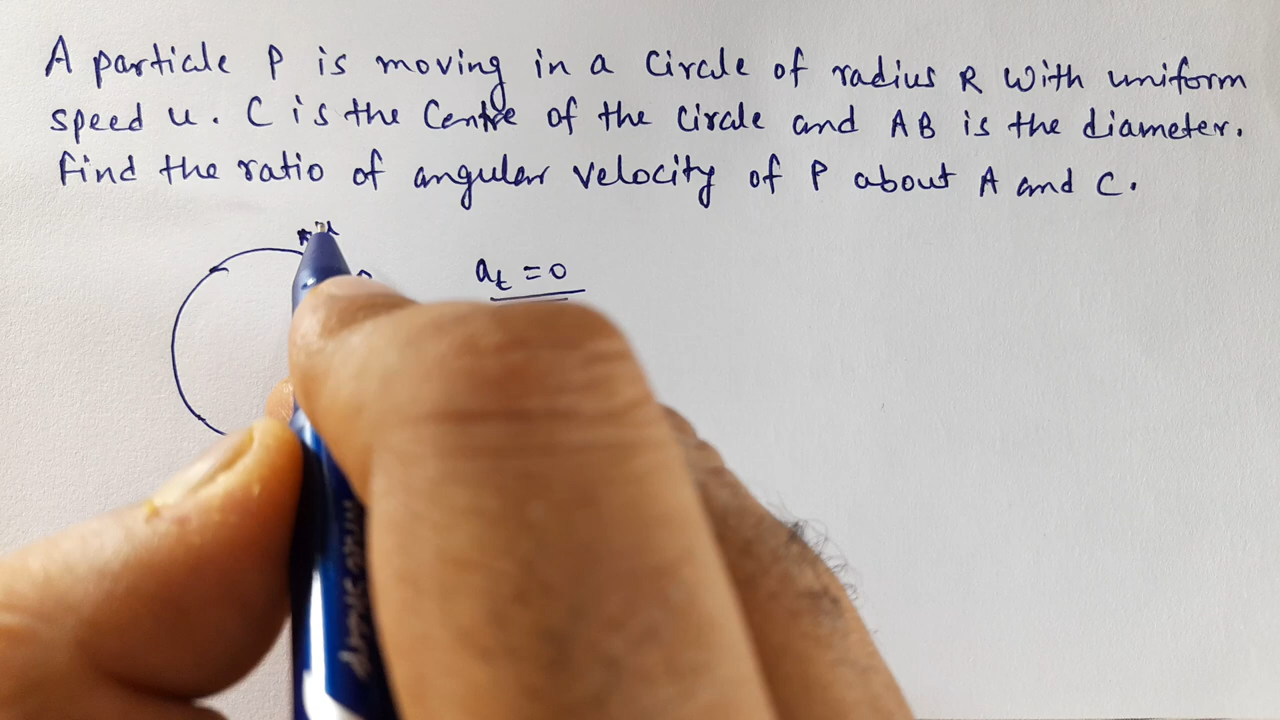 A particle P is moving in a circle of radius R with uniform
speed u. C is the Centre of the circle and AB is the diameter.
Find the ratio of angular velocity of P about A and C.
a_t = 0